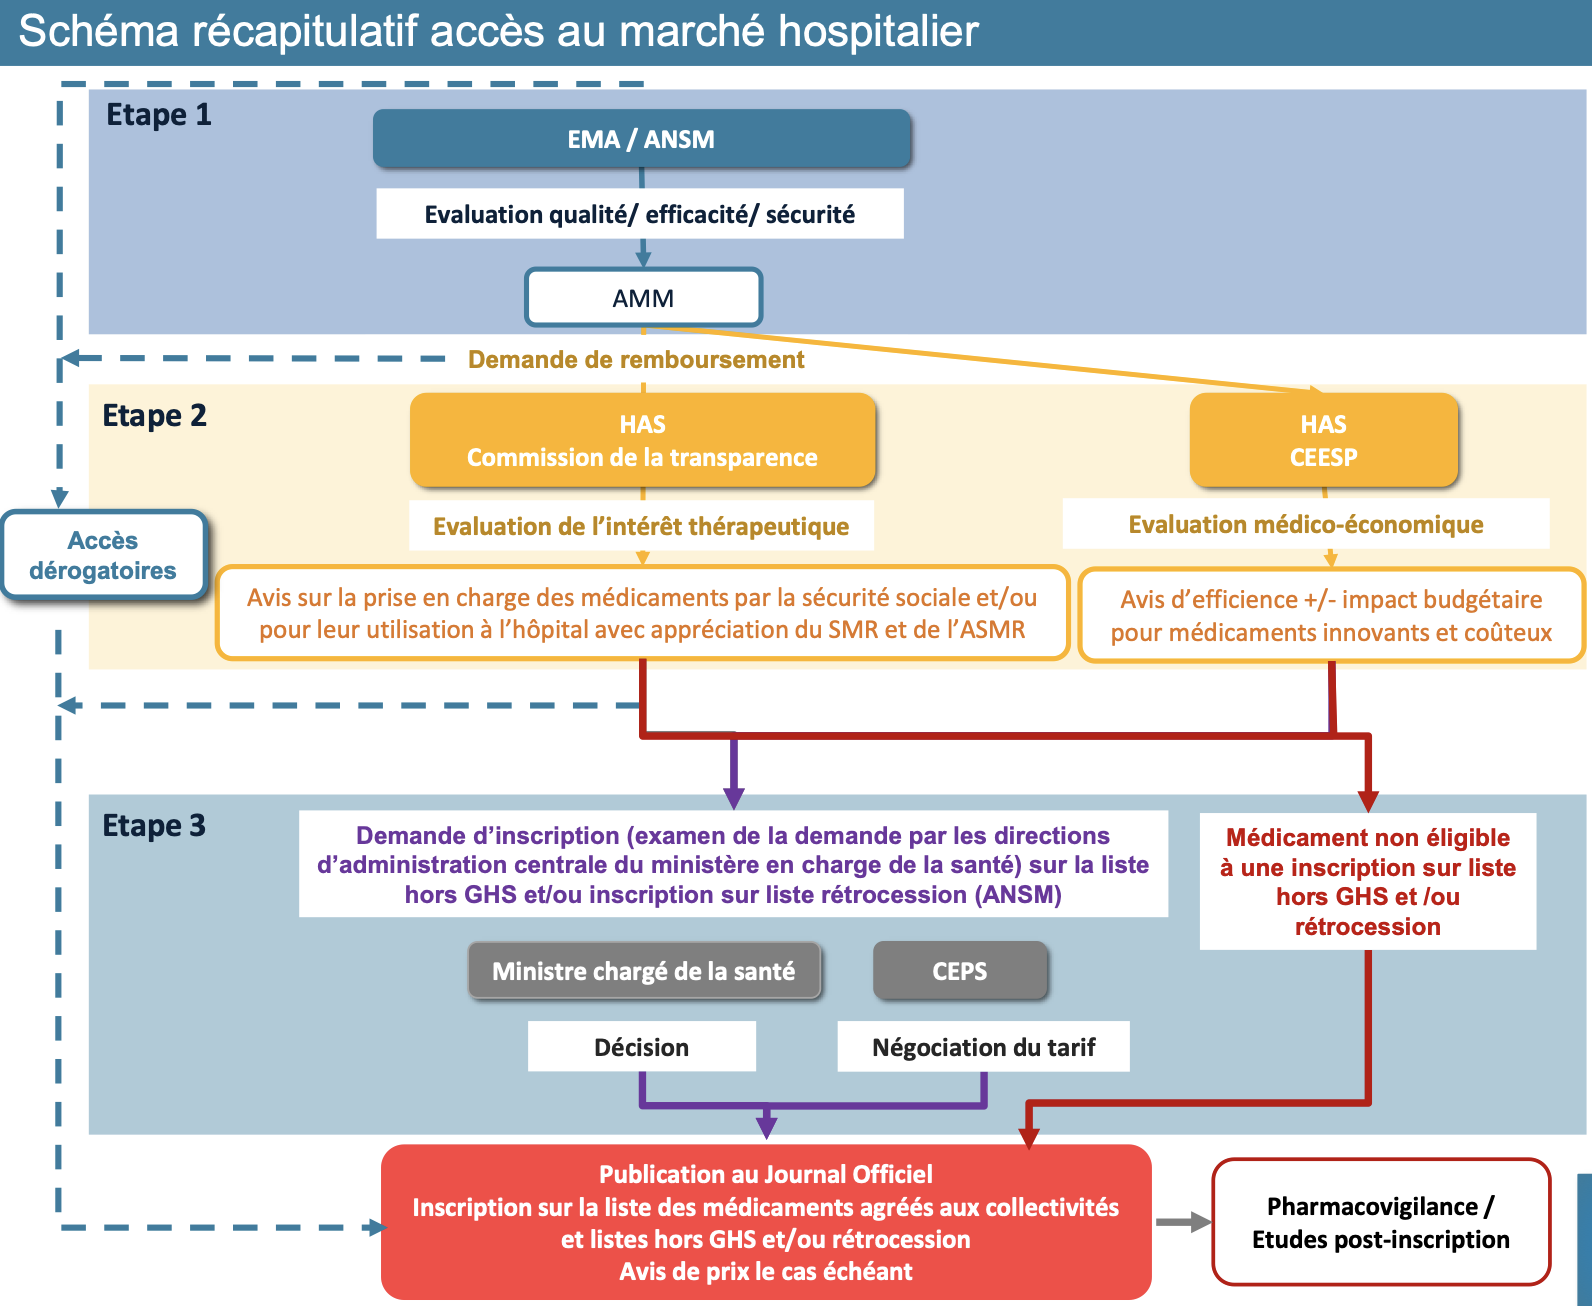 Schéma récapitulatif accès au marché hospitalier
Etape 1
EMA / ANSM
Evaluation qualité/ efficacité/ sécurité
AMM
Demande de remboursement
Etape 2
HAS
Commission de la transparence
HAS
CEESP
Evaluation de l'intérêt thérapeutique
Evaluation médico-économique
Accès
dérogatoires
Avis sur la prise en charge des médicaments par la sécurité sociale et/ou
pour leur utilisation à l'hôpital avec appréciation du SMR et de l'ASMR
Avis d'efficience +/- impact budgétaire
pour médicaments innovants et coûteux
Etape 3
Demande d'inscription (examen de la demande par les directions
d'administration centrale du ministère en charge de la santé) sur la liste
hors GHS et/ou inscription sur liste rétrocession (ANSM)
Médicament non éligible
à une inscription sur liste
hors GHS et /ou
rétrocession
Ministre chargé de la santé
CEPS
Décision
Négociation du tarif
Publication au Journal Officiel
Inscription sur la liste des médicaments agréés aux collectivités
et listes hors GHS et/ou rétrocession
Avis de prix le cas échéant
Pharmacovigilance /
Etudes post-inscription